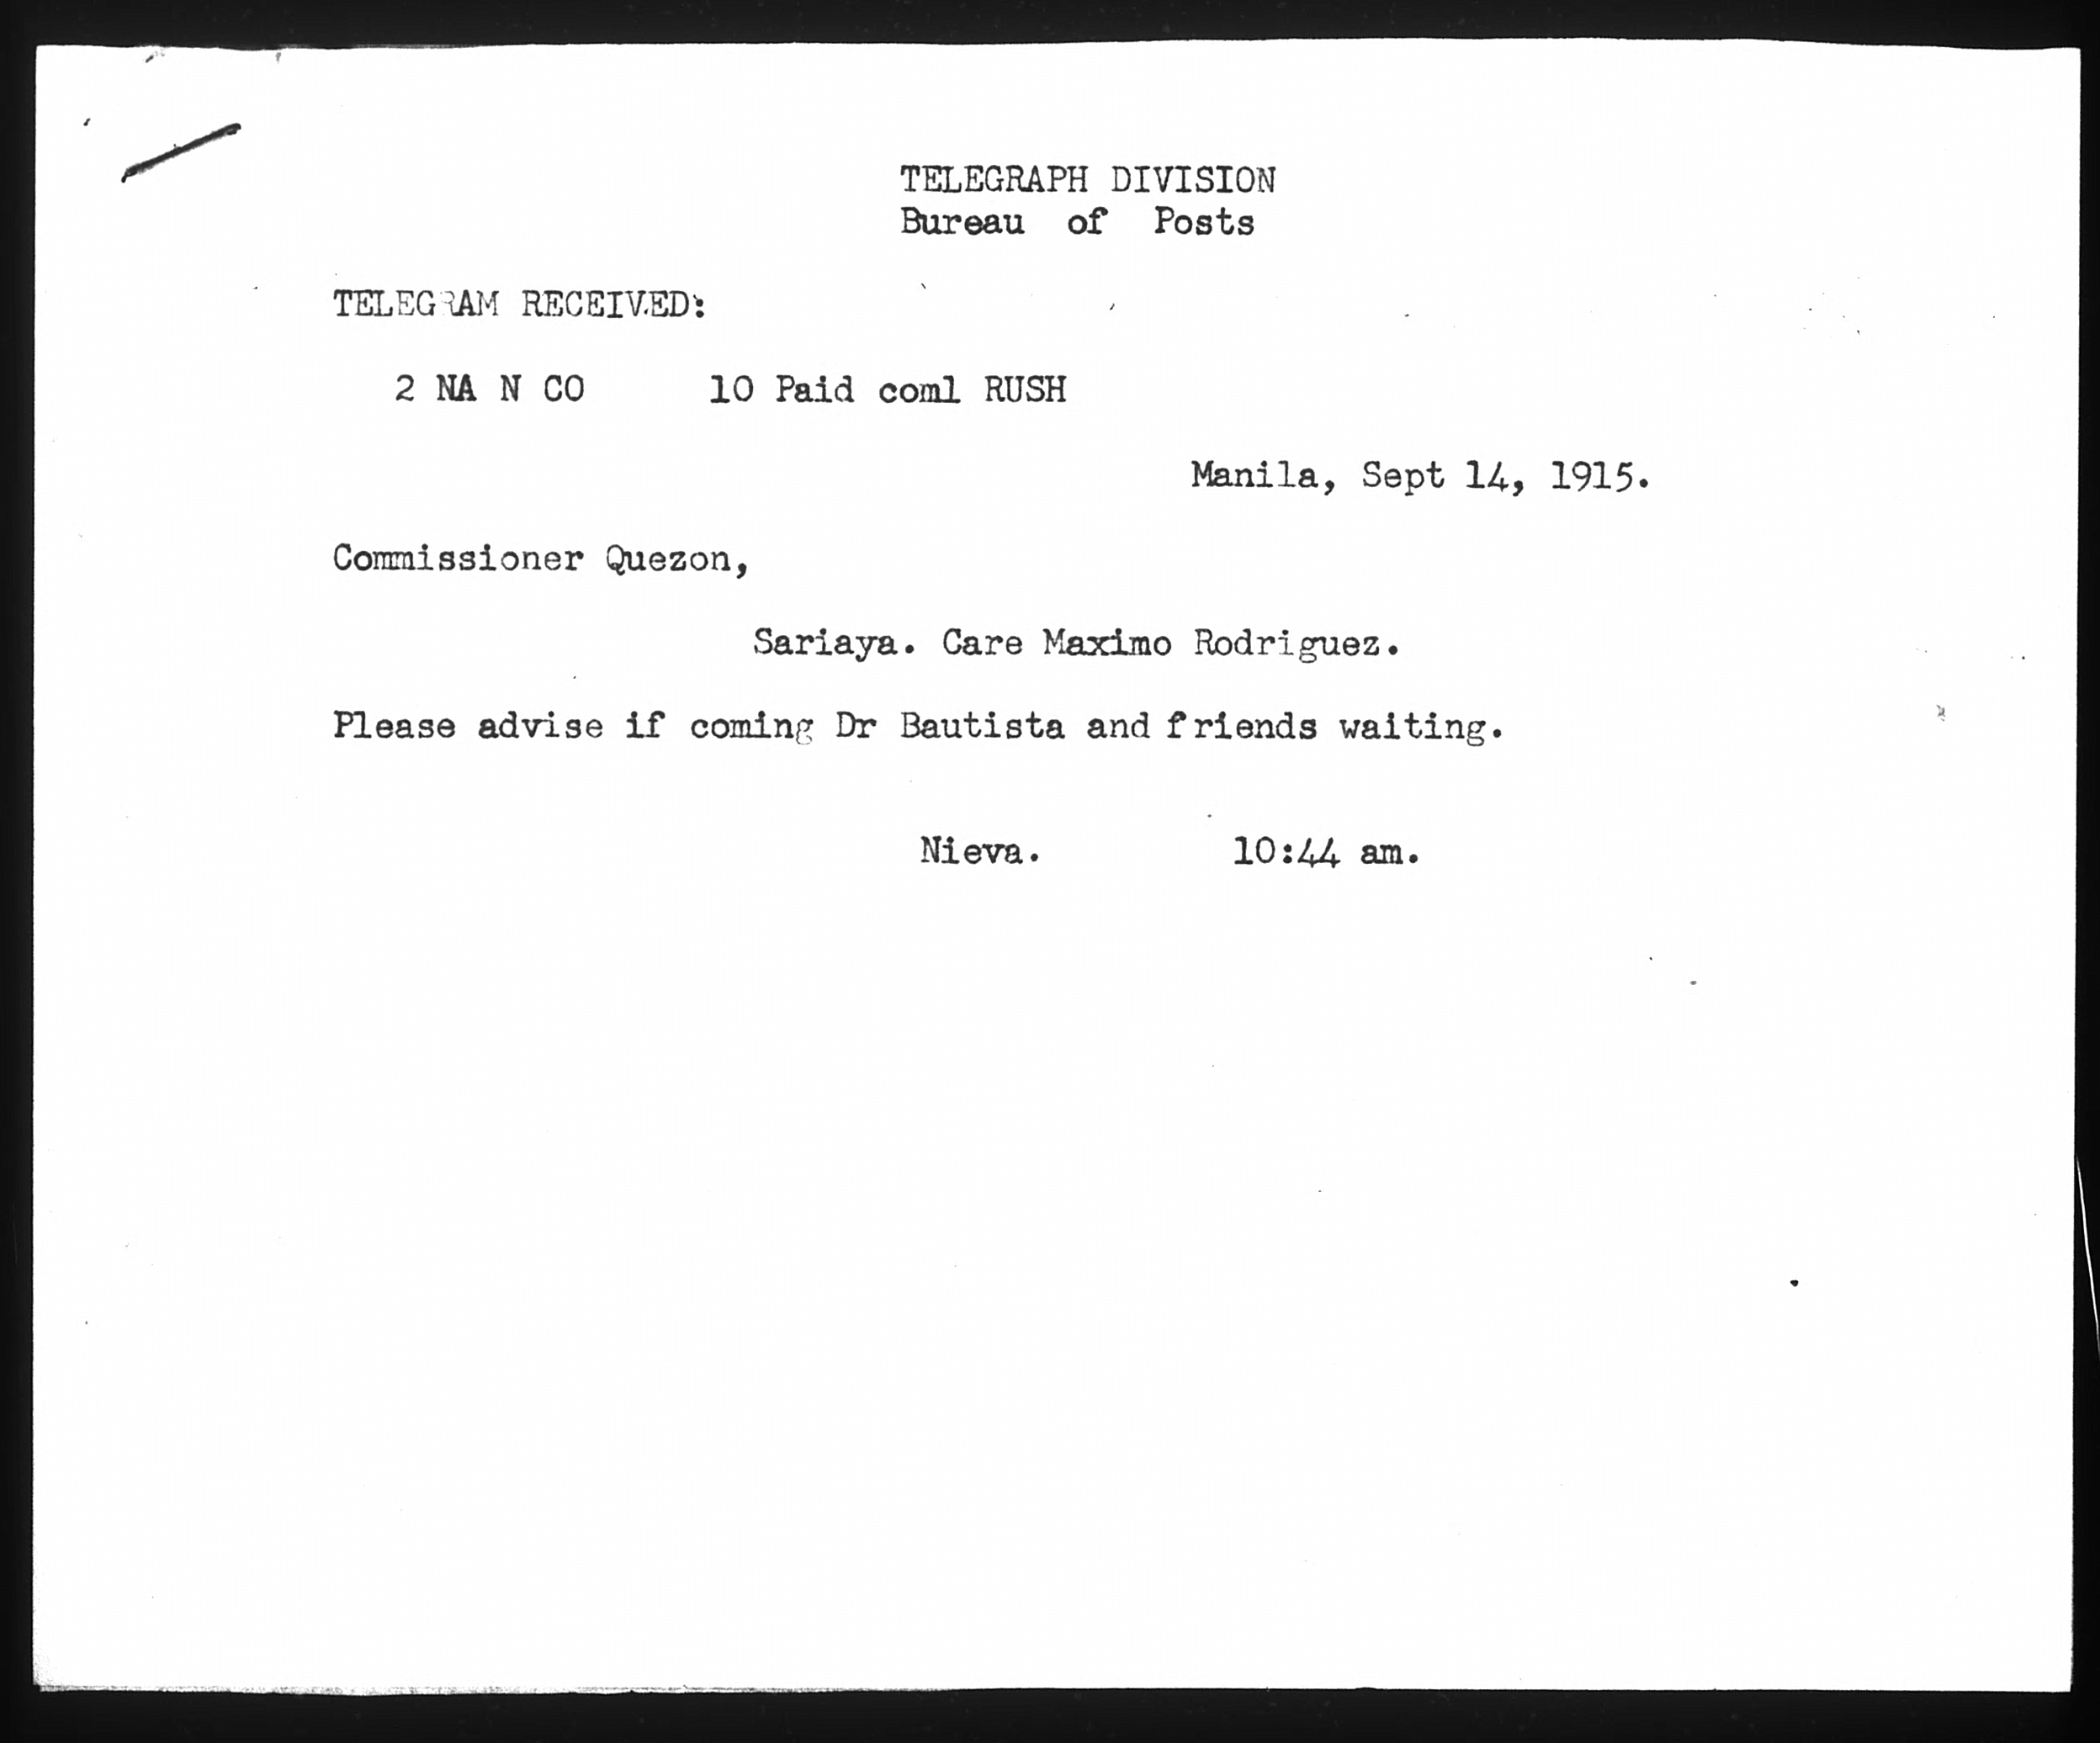 TELEGRAPH DIVISION
Bureau of Posts
TELEGRAM RECEIVED:
2 NA N CO 10 Paid coml RUSH
Manila, Sept 14, 1915.
Commissioner Quezon,
Sariaya. Care Maximo Rodriguez.
Please advise if coming Dr Bautista and friends waiting.
Nieva. 10:44 am.